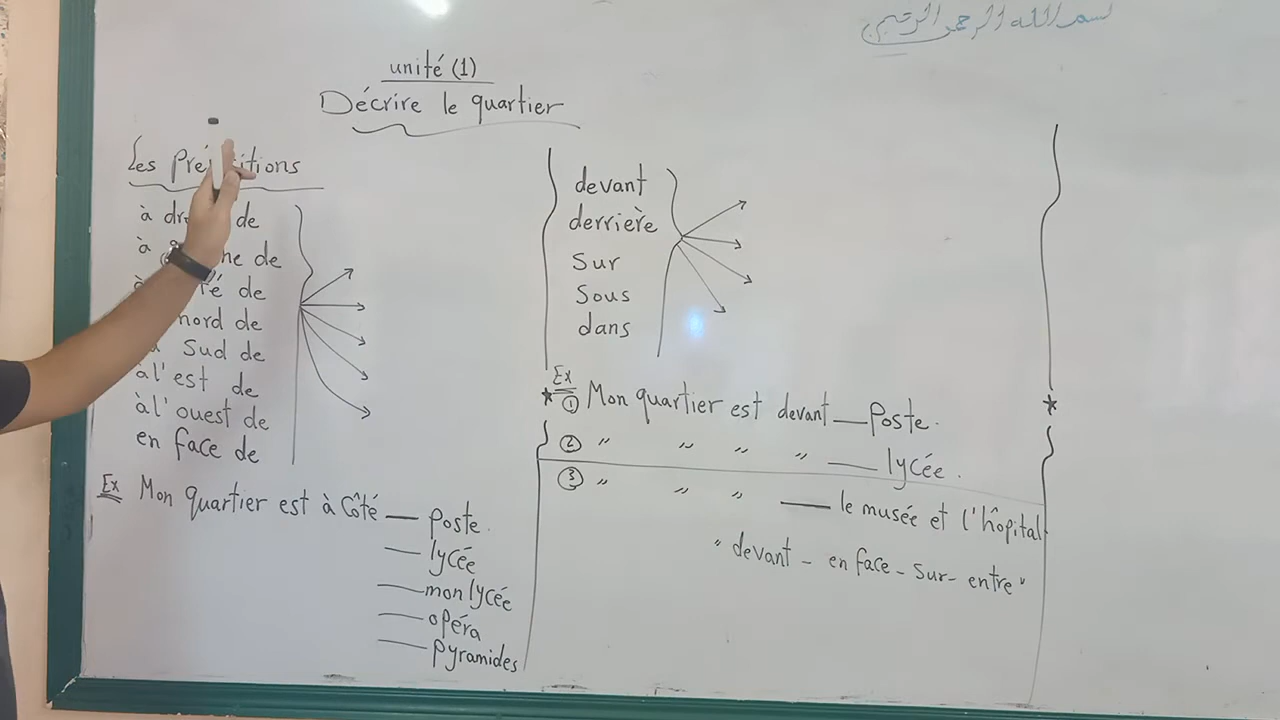 بسم الله الرحمن الرحيم
unité (1)
Décrire le quartier
Les
à de
à de
de
nord de
Sud de
à l'est de
à l'ouest de
en face de
Ex Mon quartier est à Côté — poste.
— lycée
— mon lycée
— opéra
— pyramides
devant
derrière
Sur
Sous
dans
Ex
* ① Mon quartier est devant — Poste.
② " " " " — lycée.
③ " " " — le musée et l'hôpital
" devant - en face - Sur - entre "
*